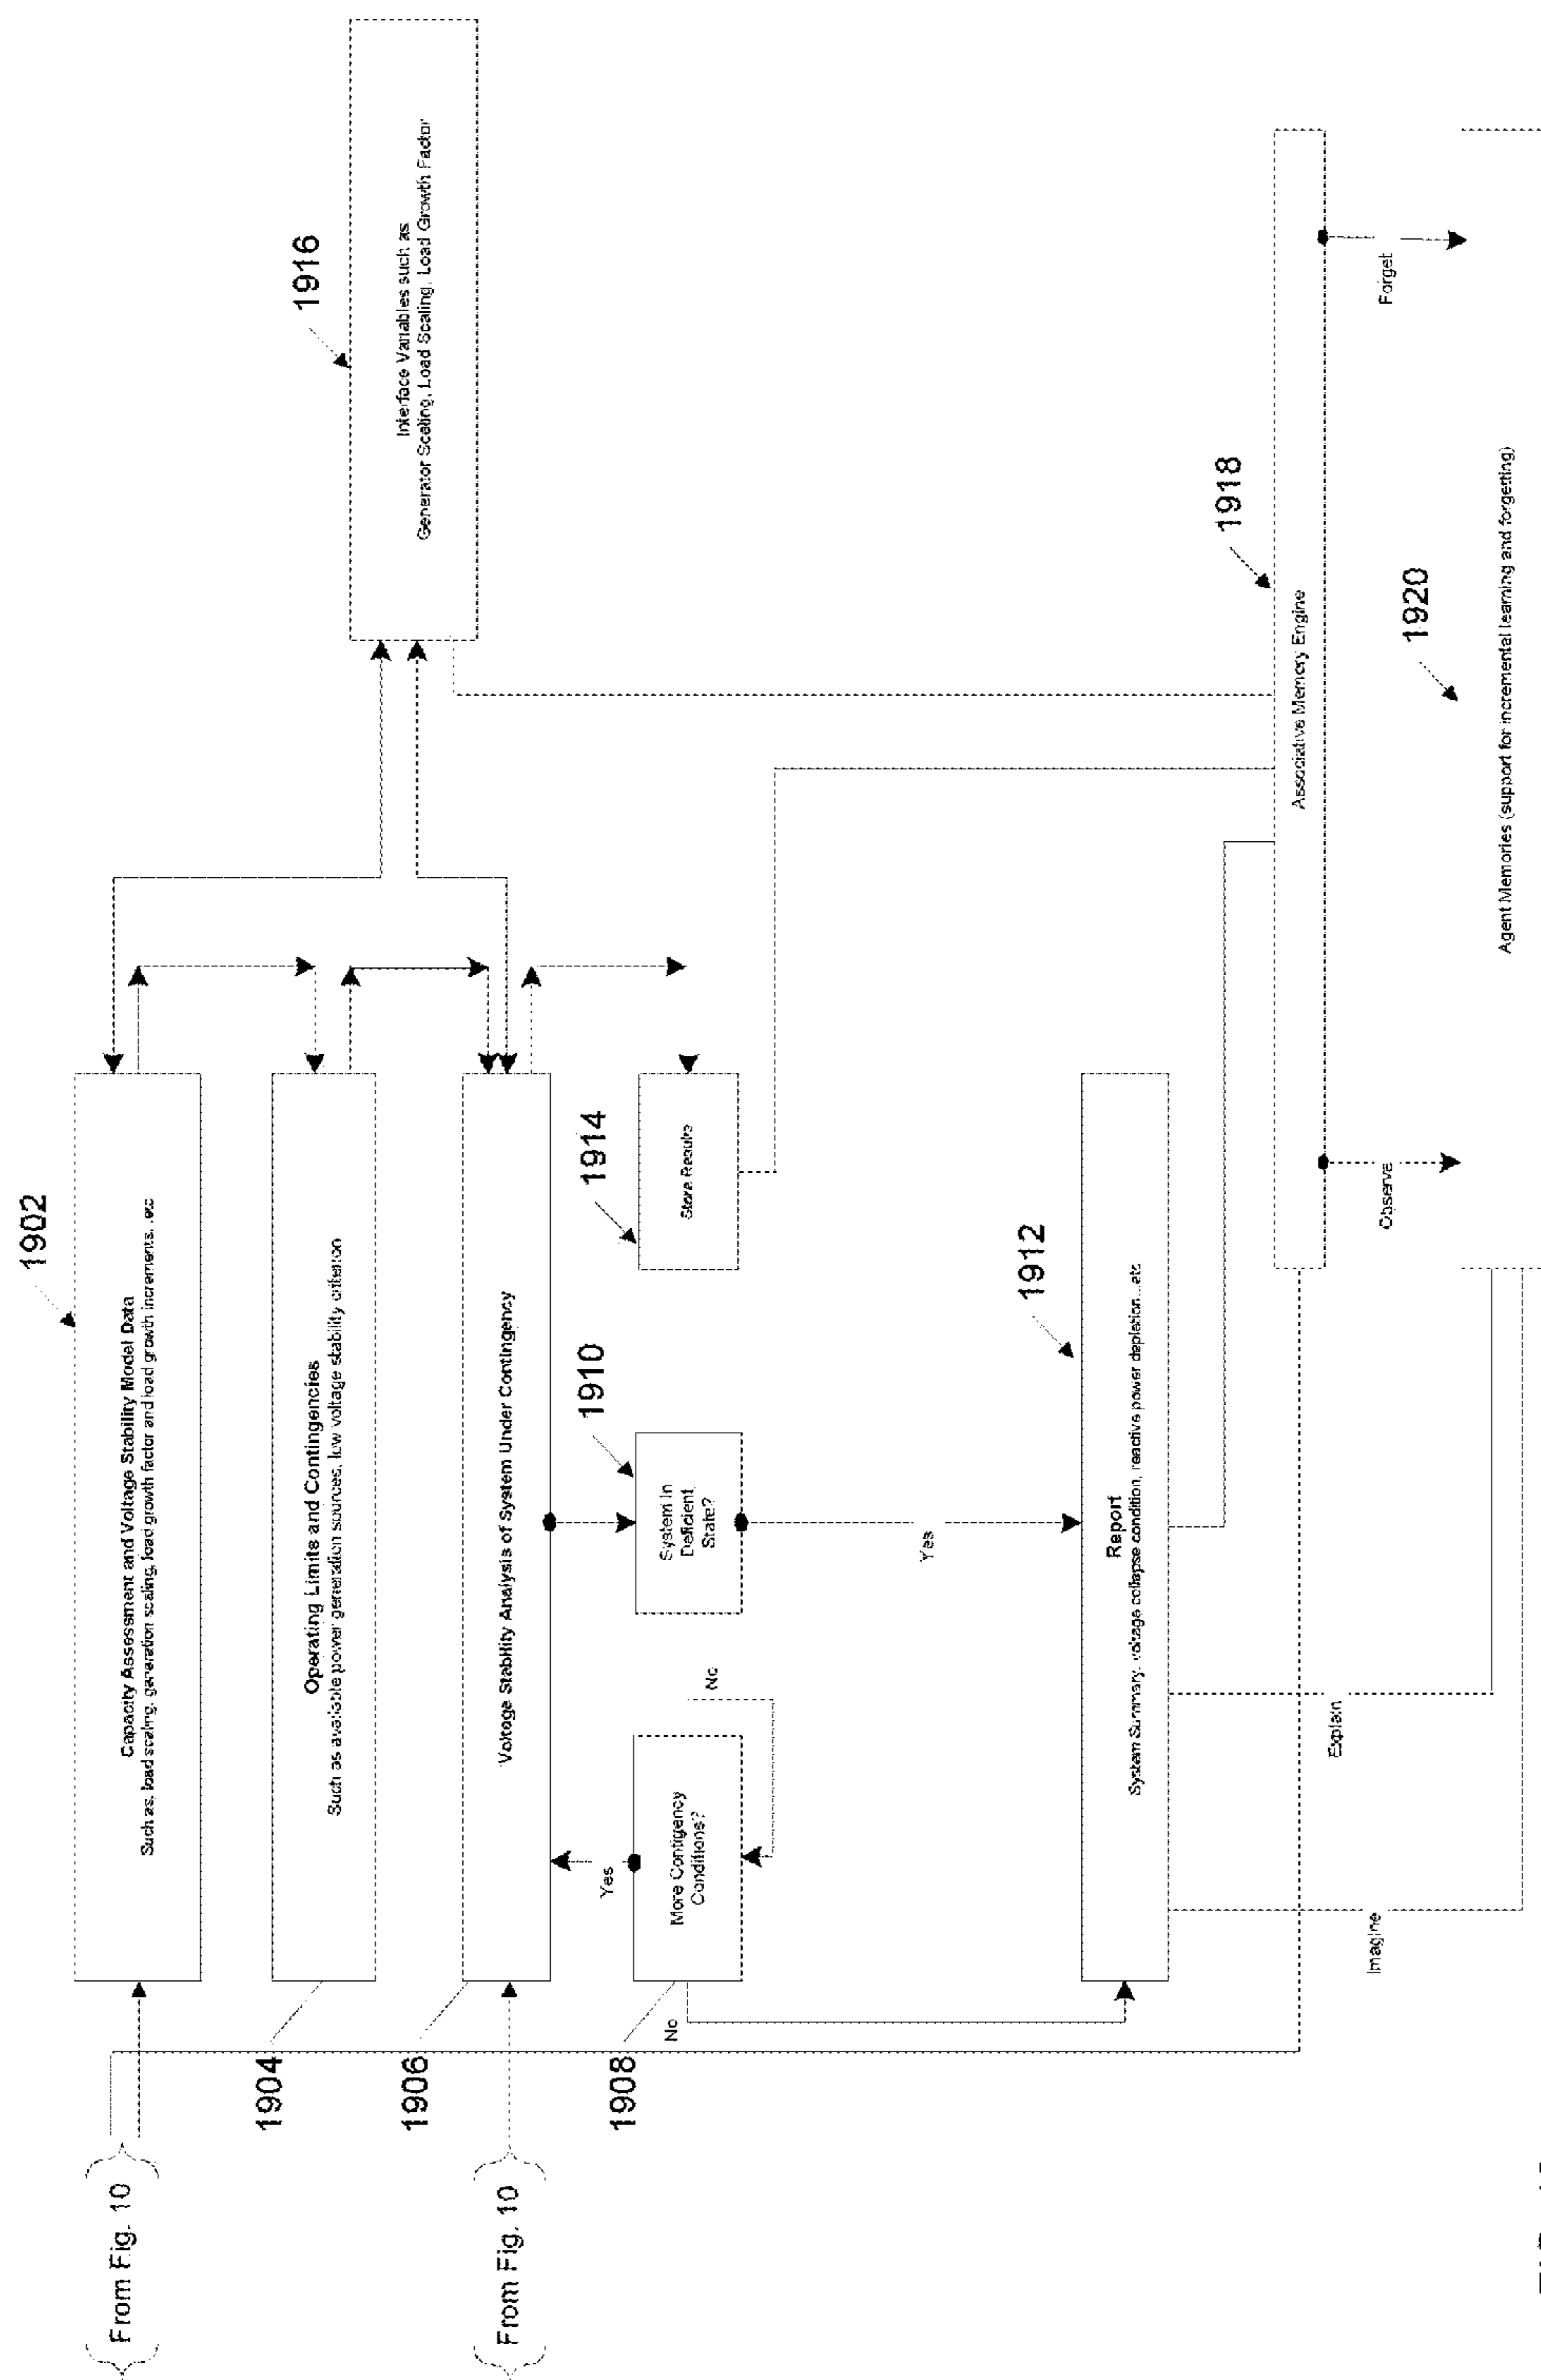 1902
Capacity Assessment and Voltage Stability Model Data
Such as, load scaling, generation scaling, load growth factor and load growth increments...etc
From Fig. 10
1904
Operating Limits and Contingencies
Such as available power generation sources, low voltage stability criterion
1916
Interface Variables such as
Generator Scaling, Load Scaling, Load Growth Factor
1906
Voltage Stability Analysis of System Under Contingency
From Fig. 10
Yes
1908
More Contigency
Conditions?
No
No
1910
System In
Deficient
State?
Yes
1914
Store Results
1912
Report
System Summary, voltage collapse condition, reactive power depletion...etc
1918
Associative Memory Engine
Imagine
Explain
Observe
Forget
1920
Agent Memories (support for incremental learning and forgetting)